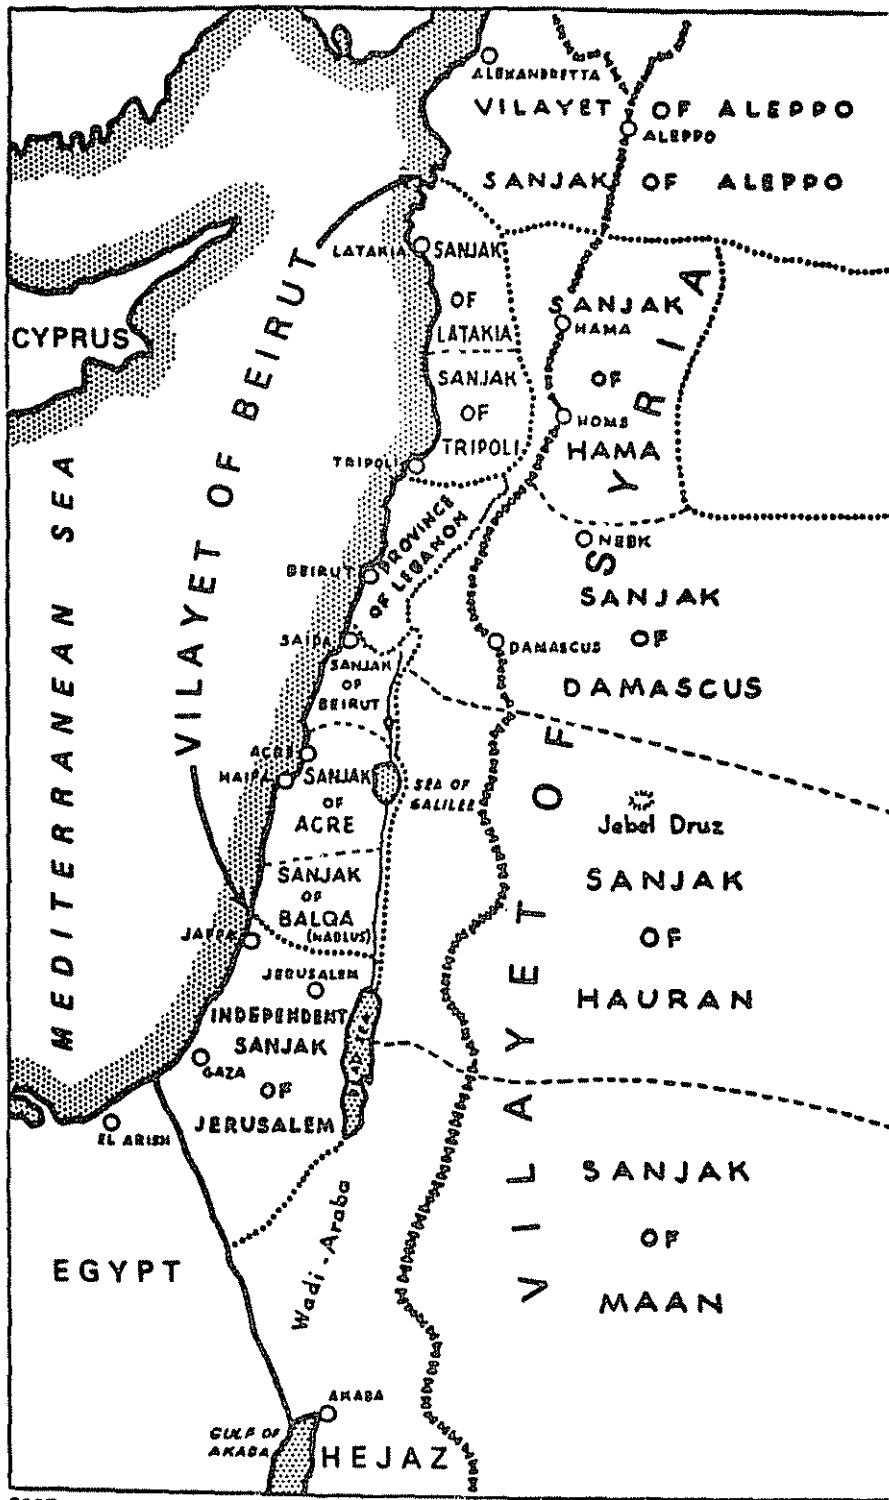 ALEXANDRETTA
VILAYET OF ALEPPO
ALEPPO
SANJAK OF ALEPPO
LATAKIA
SANJAK
OF
LATAKIA
CYPRUS
VILAYET OF BEIRUT
SANJAK
OF
HAMA
HAMA
HOMS
SANJAK
OF
TRIPOLI
TRIPOLI
MEDITERRANEAN SEA
PROVINCE
OF LEBANON
BEIRUT
NEBK
SANJAK
OF
DAMASCUS
DAMASCUS
SAIDA
SANJAK
OF
BEIRUT
VILAYET OF SYRIA
ACRE
HAIFA
SANJAK
OF
ACRE
SEA OF
GALILEE
Jebel Druz
SANJAK
OF
HAURAN
SANJAK
OF
BALQA
(NABLUS)
JAFFA
JERUSALEM
INDEPENDENT
SANJAK
OF
JERUSALEM
DEAD SEA
GAZA
EL ARISH
SANJAK
OF
MAAN
Wadi-Araba
EGYPT
AKABA
GULF OF
AKABA
HEJAZ